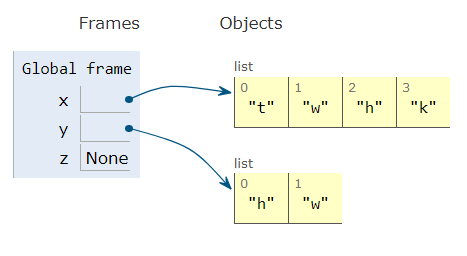 Frames Objects
Global frame
x
y
z None
list
0 1 2 3
"t" "w" "h" "k"
list
0 1
"h" "w"